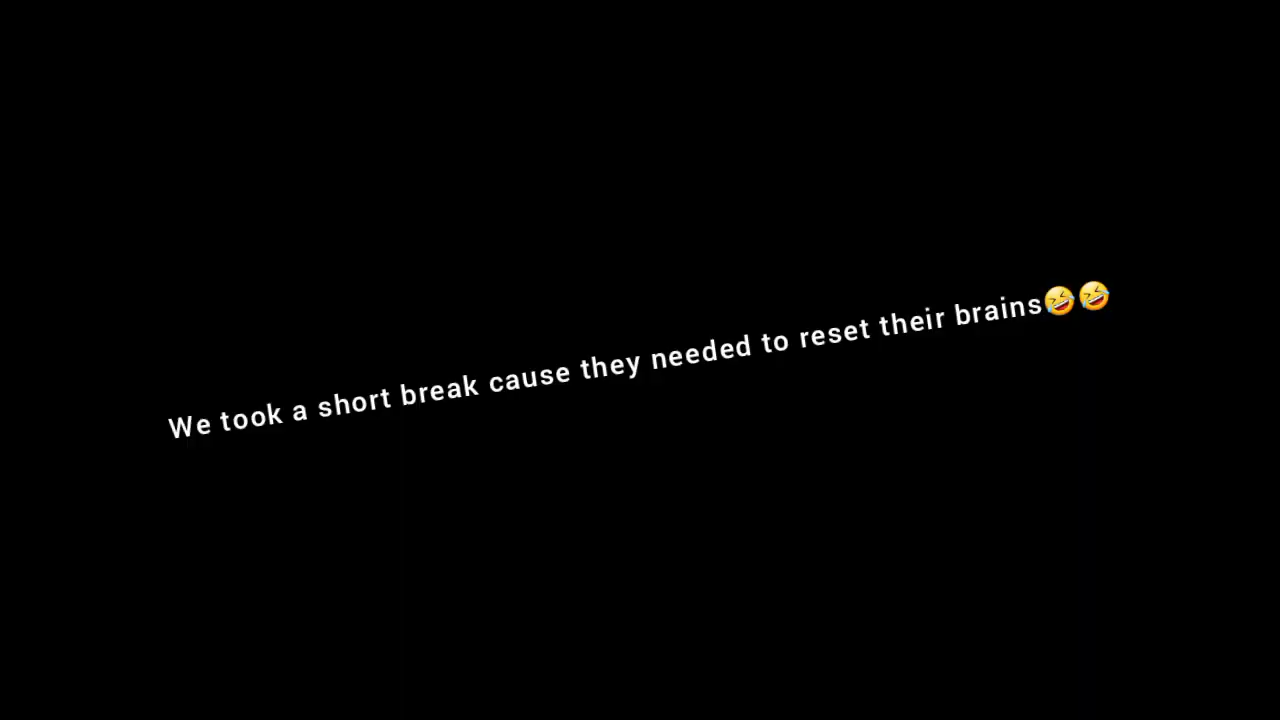 We took a short break cause they needed to reset their brains🤣🤣